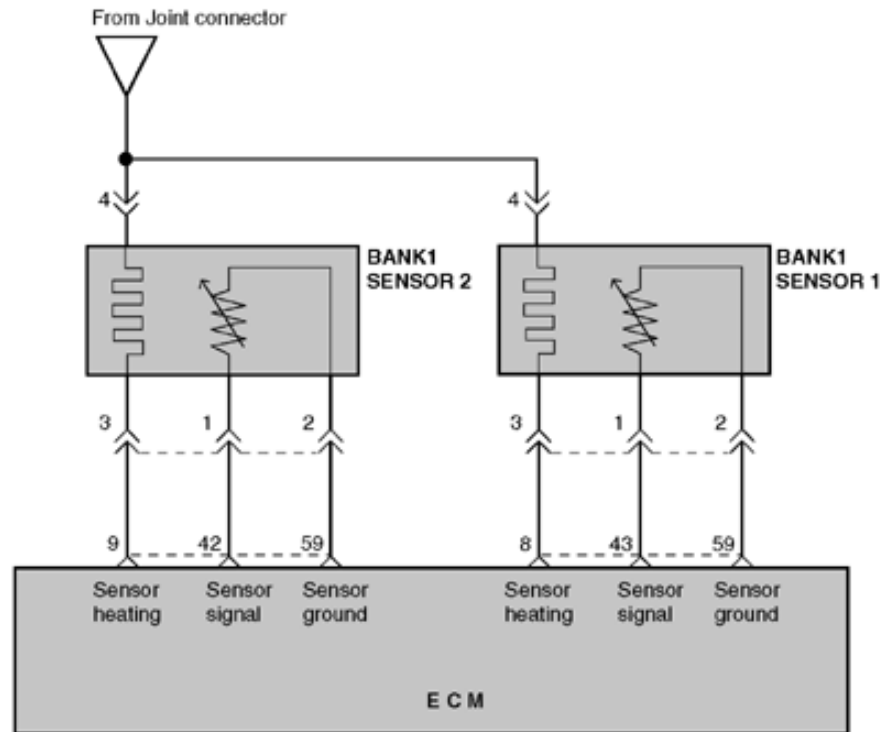 From Joint connector
4
4
BANK1
SENSOR 2
BANK1
SENSOR 1
3 1 2
3 1 2
9 42 59
8 43 59
Sensor heating
Sensor signal
Sensor ground
Sensor heating
Sensor signal
Sensor ground
E C M